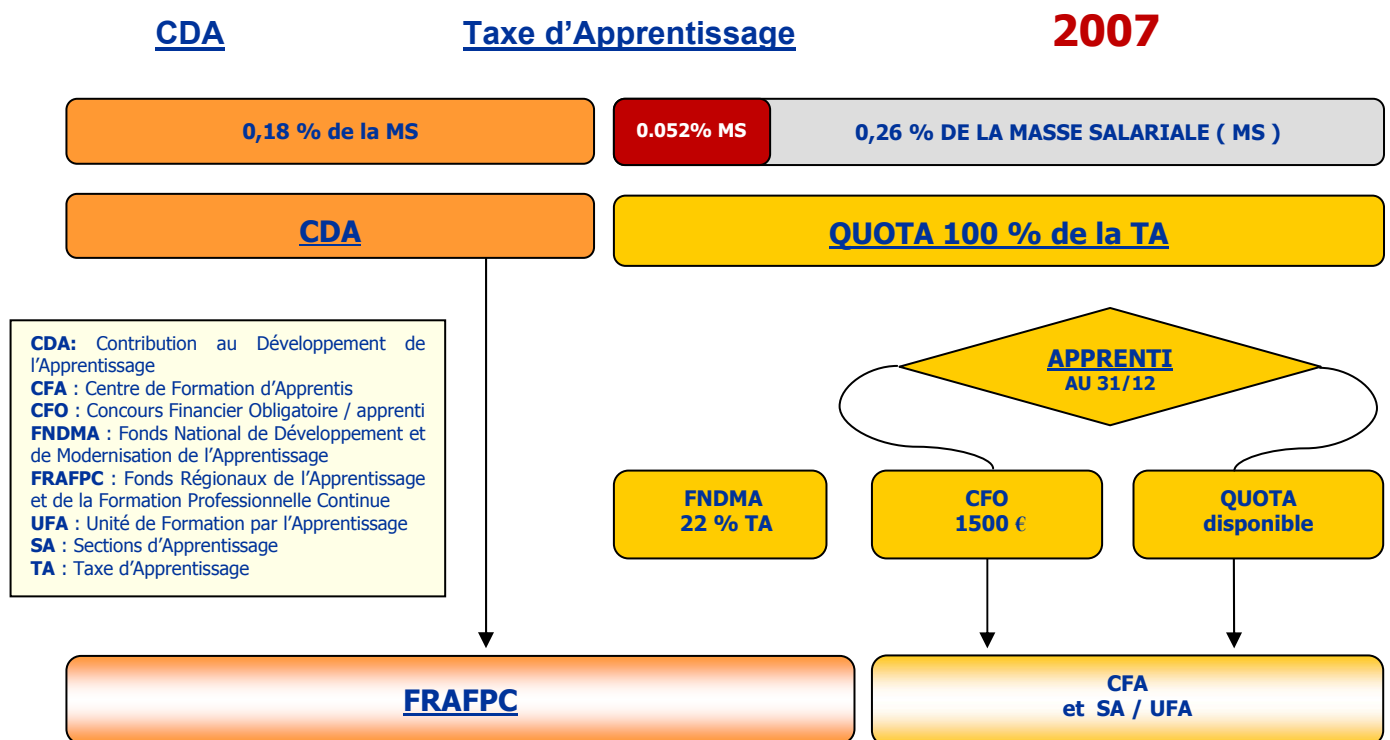 CDA
Taxe d'Apprentissage
2007
0,18 % de la MS
0.052% MS
0,26 % DE LA MASSE SALARIALE ( MS )
CDA
QUOTA 100 % de la TA
CDA: Contribution au Développement de
l'Apprentissage
CFA : Centre de Formation d'Apprentis
CFO : Concours Financier Obligatoire / apprenti
FNDMA : Fonds National de Développement et
de Modernisation de l'Apprentissage
FRAFPC : Fonds Régionaux de l'Apprentissage
et de la Formation Professionnelle Continue
UFA : Unité de Formation par l'Apprentissage
SA : Sections d'Apprentissage
TA : Taxe d'Apprentissage
APPRENTI
AU 31/12
FNDMA
22 % TA
CFO
1500 €
QUOTA
disponible
FRAFPC
CFA
et SA / UFA